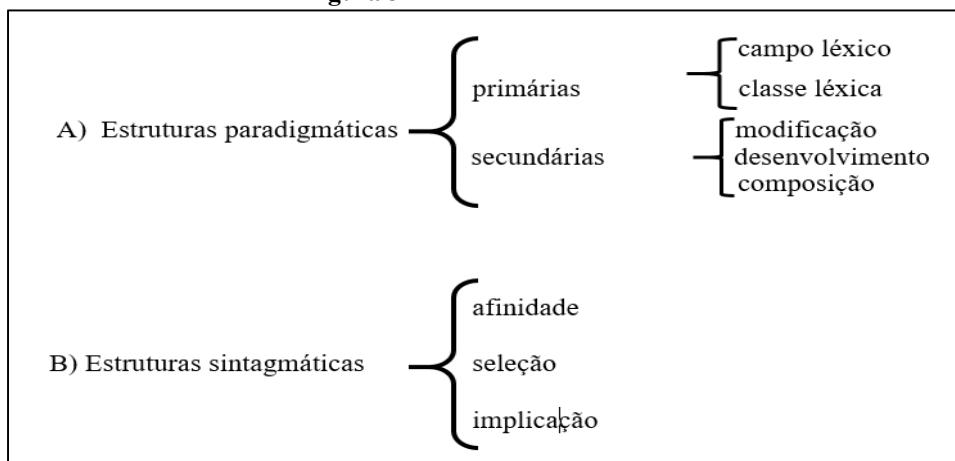 campo léxico
primárias
classe léxica
A) Estruturas paradigmáticas
modificação
secundárias
desenvolvimento
composição
afinidade
B) Estruturas sintagmáticas
seleção
implicação